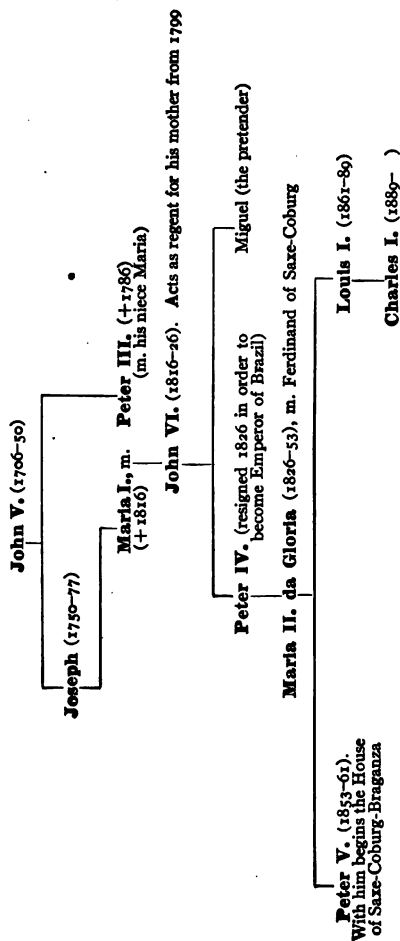 John V. (1706-50)
Joseph (1750-77)
Maria I., m.
(+1816)
Peter III. (+1786)
(m. his niece Maria)
John VI. (1816-26). Acts as regent for his mother from 1799
Peter IV. (resigned 1826 in order to
become Emperor of Brazil)
Miguel (the pretender)
Maria II. da Gloria (1826-53), m. Ferdinand of Saxe-Coburg
Peter V. (1853-61).
With him begins the House
of Saxe-Coburg-Braganza
Louis I. (1861-89)
Charles I. (1889- )